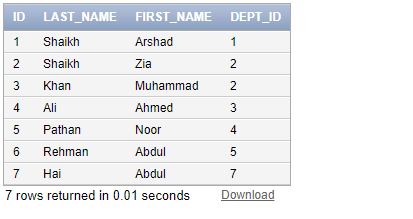 ID LAST_NAME FIRST_NAME DEPT_ID
1 Shaikh Arshad 1
2 Shaikh Zia 2
3 Khan Muhammad 2
4 Ali Ahmed 3
5 Pathan Noor 4
6 Rehman Abdul 5
7 Hai Abdul 7
7 rows returned in 0.01 seconds Download